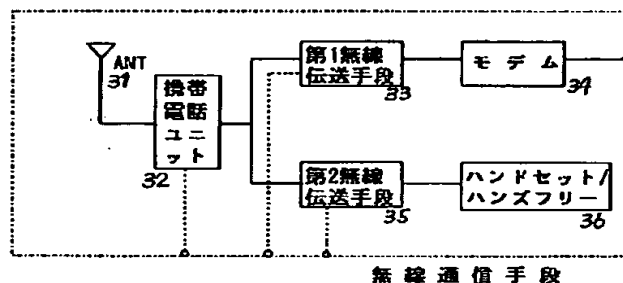 ANT
31
携帯
電話
ユニ
ット
32
第1無線
伝送手段
33
モデム
34
第2無線
伝送手段
35
ハンドセット/
ハンズフリー
36
無線通信手段